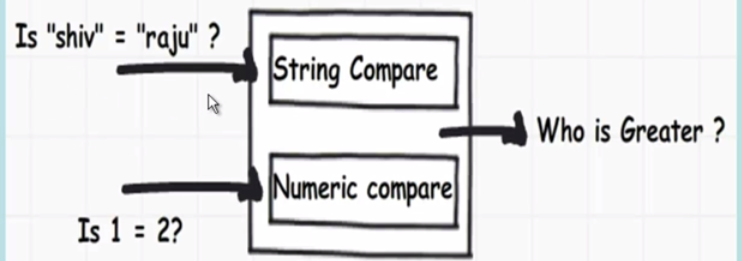 Is "shiv" = "raju" ?
String Compare
Who is Greater ?
Numeric compare
Is 1 = 2?